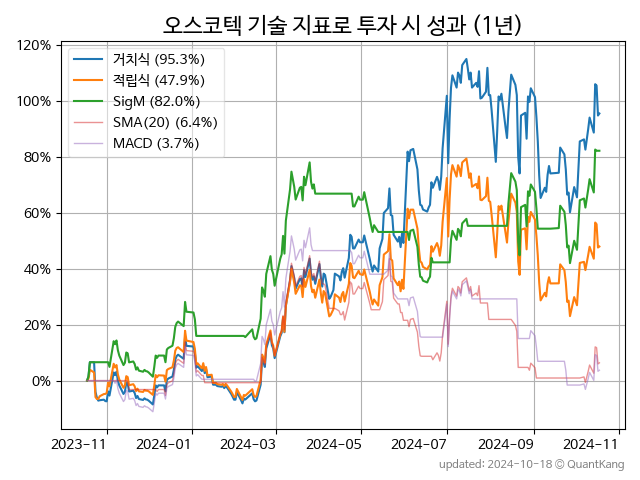 오스코텍 기술 지표로 투자 시 성과 (1년)
120%
100%
80%
60%
40%
20%
0%
거치식 (95.3%)
적립식 (47.9%)
SigM (82.0%)
SMA(20) (6.4%)
MACD (3.7%)
2023-11 2024-01 2024-03 2024-05 2024-07 2024-09 2024-11
updated: 2024-10-18 © QuantKang